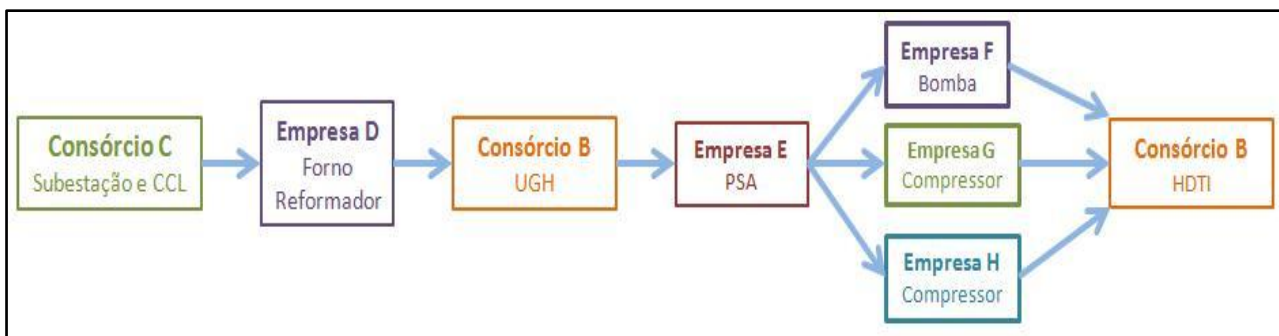 Consórcio C
Subestação e CCL
Empresa D
Forno
Reformador
Consórcio B
UGH
Empresa E
PSA
Empresa F
Bomba
Empresa G
Compressor
Empresa H
Compressor
Consórcio B
HDTI